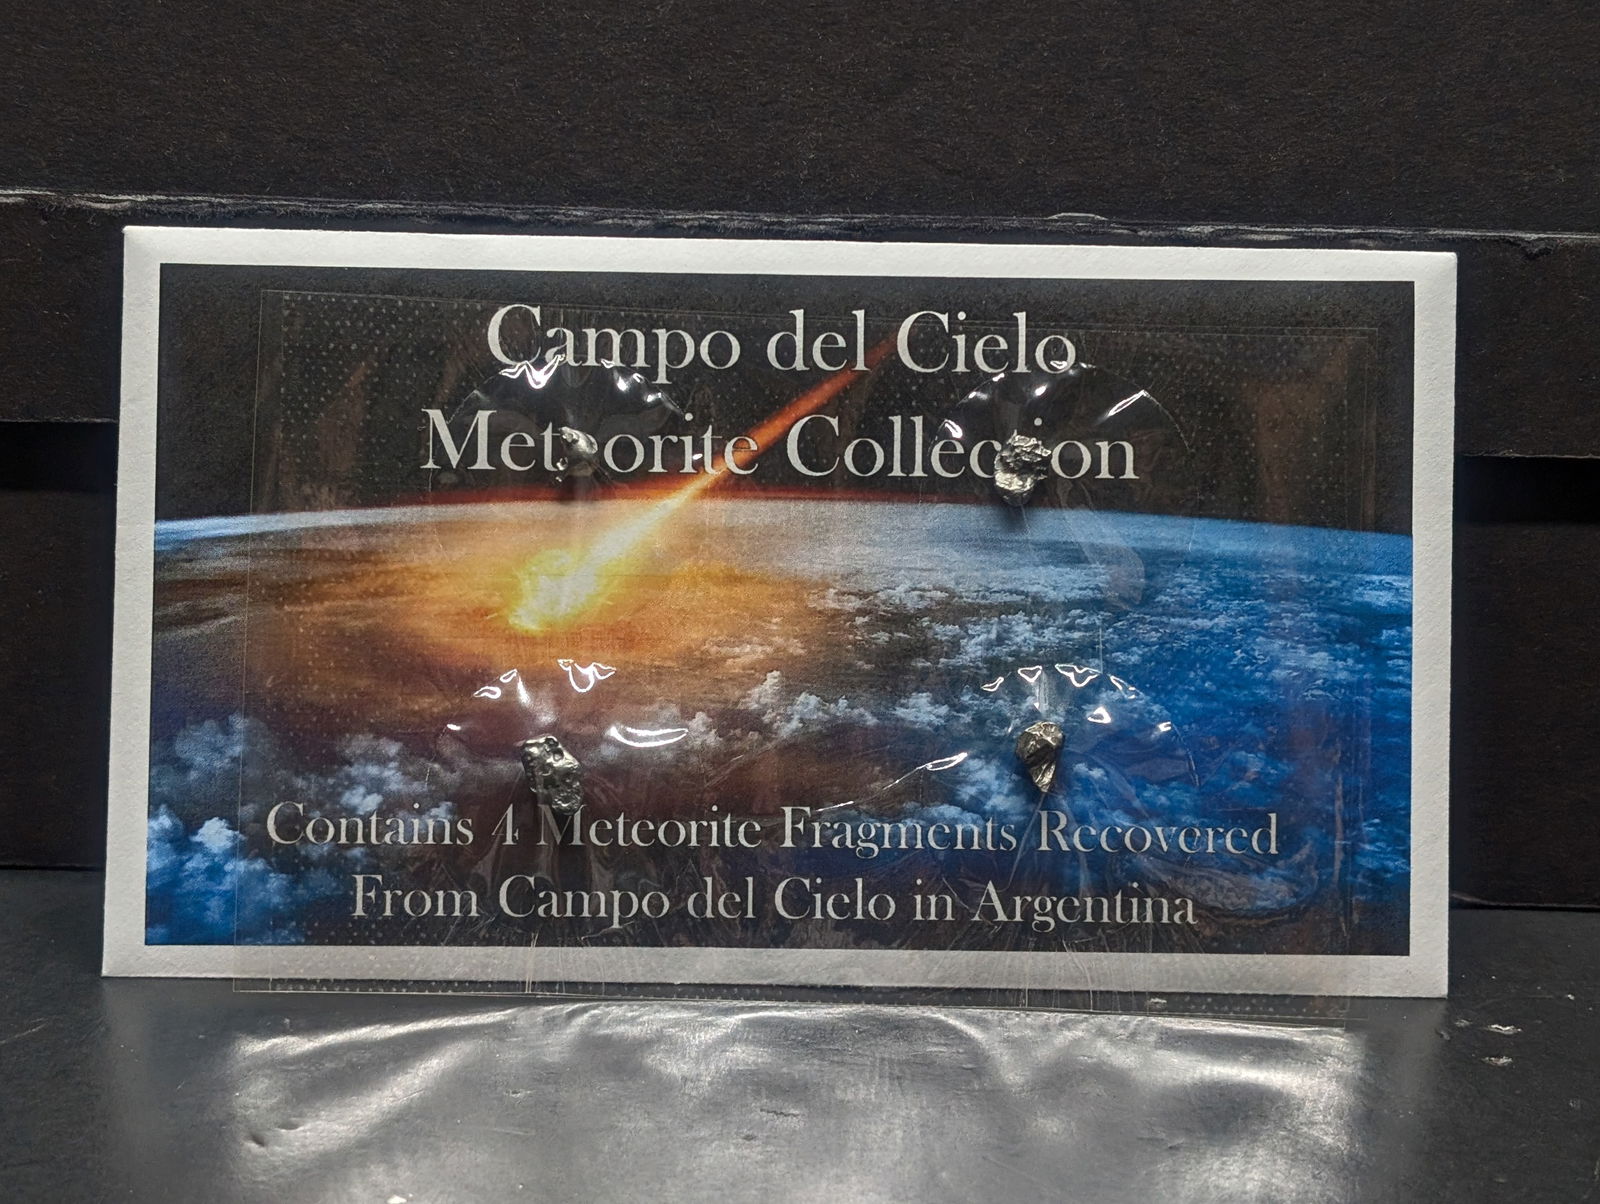 Campo del Cielo
Meteorite Collection
Contains 4 Meteorite Fragments Recovered
From Campo del Cielo in Argentina